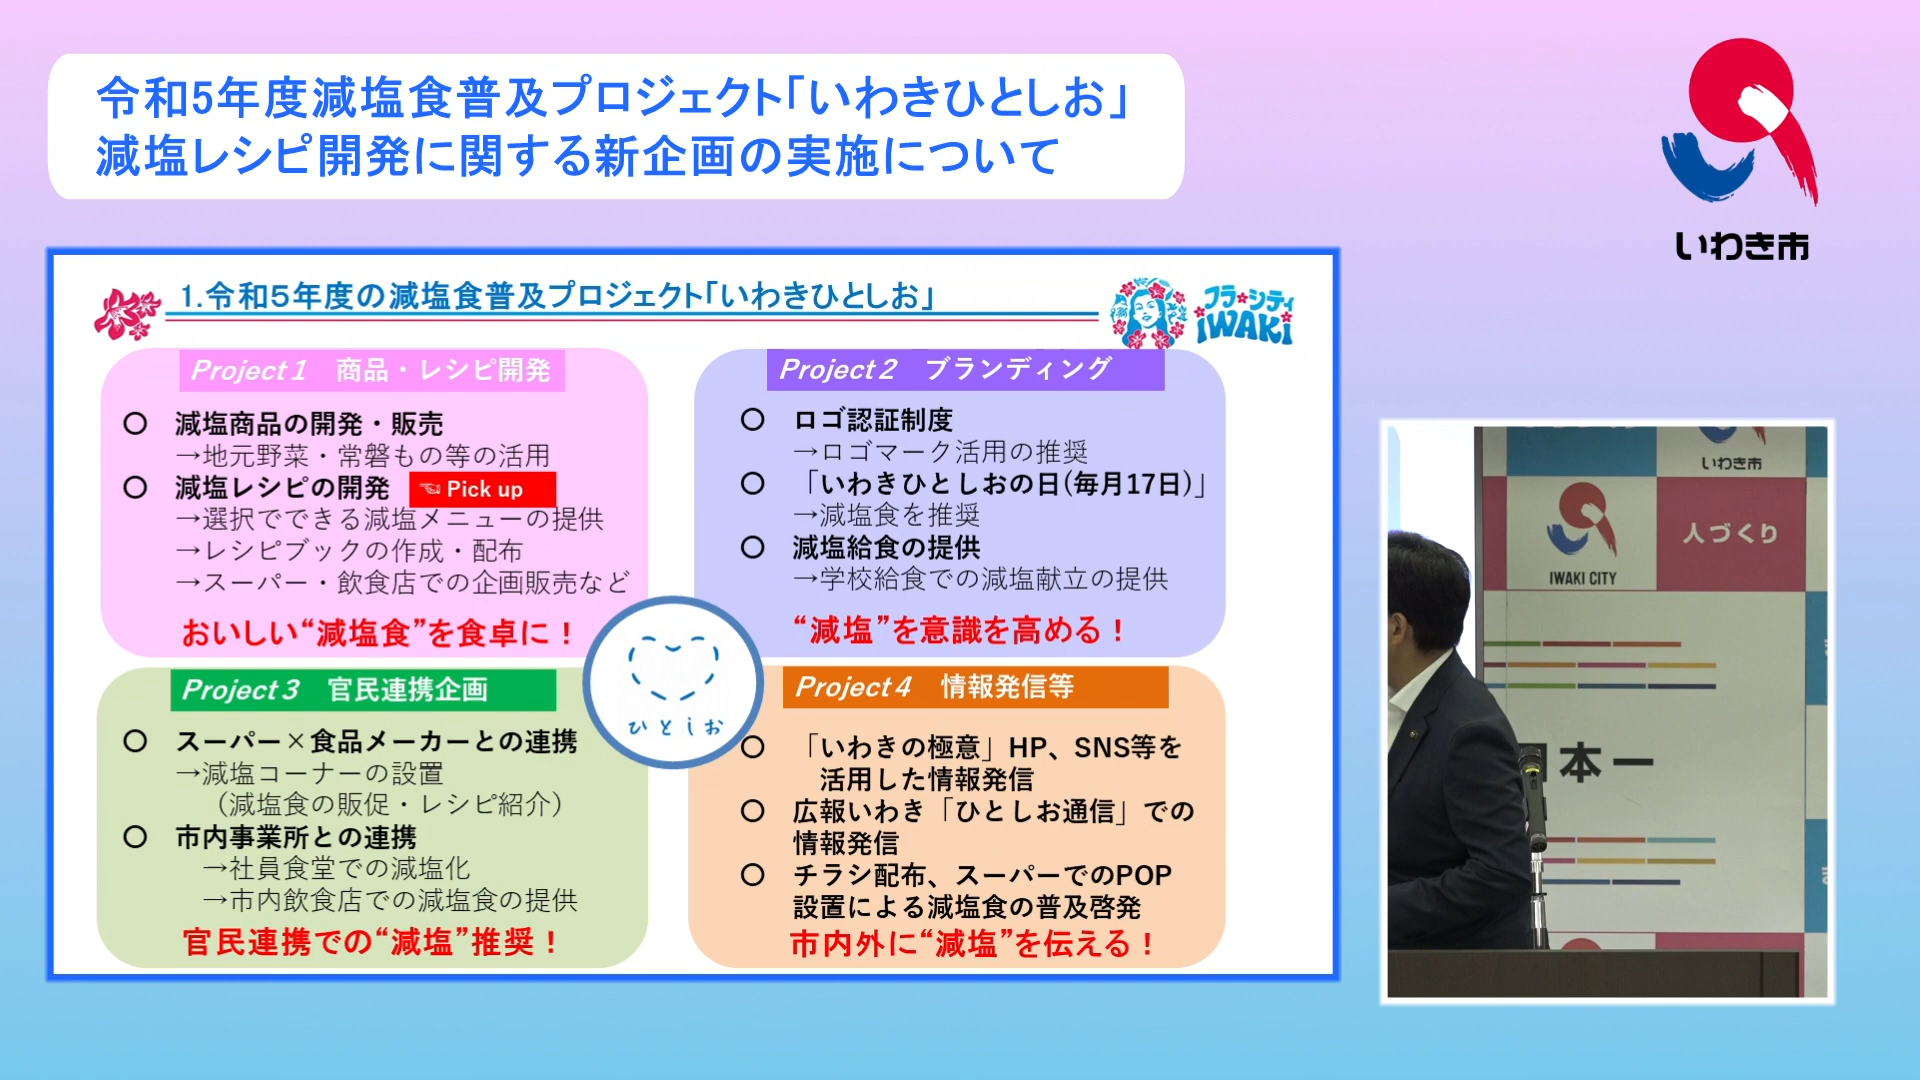 令和5年度減塩食普及プロジェクト「いわきひとしお」
減塩レシピ開発に関する新企画の実施について
いわき市
1.令和5年度の減塩食普及プロジェクト「いわきひとしお」
フラ★シティ
IWAKi
Project1 商品・レシピ開発
○ 減塩商品の開発・販売
→地元野菜・常磐もの等の活用
○ 減塩レシピの開発 ☜ Pick up
→選択でできる減塩メニューの提供
→レシピブックの作成・配布
→スーパー・飲食店での企画販売など
おいしい“減塩食”を食卓に！
Project2 ブランディング
○ ロゴ認証制度
→ロゴマーク活用の推奨
○ 「いわきひとしおの日(毎月17日)」
→減塩食を推奨
○ 減塩給食の提供
→学校給食での減塩献立の提供
“減塩”を意識を高める！
ひとしお
Project3 官民連携企画
○ スーパー×食品メーカーとの連携
→減塩コーナーの設置
（減塩食の販促・レシピ紹介）
○ 市内事業所との連携
→社員食堂での減塩化
→市内飲食店での減塩食の提供
官民連携での“減塩”推奨！
Project4 情報発信等
○ 「いわきの極意」HP、SNS等を
活用した情報発信
○ 広報いわき「ひとしお通信」での
情報発信
○ チラシ配布、スーパーでのPOP
設置による減塩食の普及啓発
市内外に“減塩”を伝える！
いわき市
IWAKI CITY
人づくり
本一